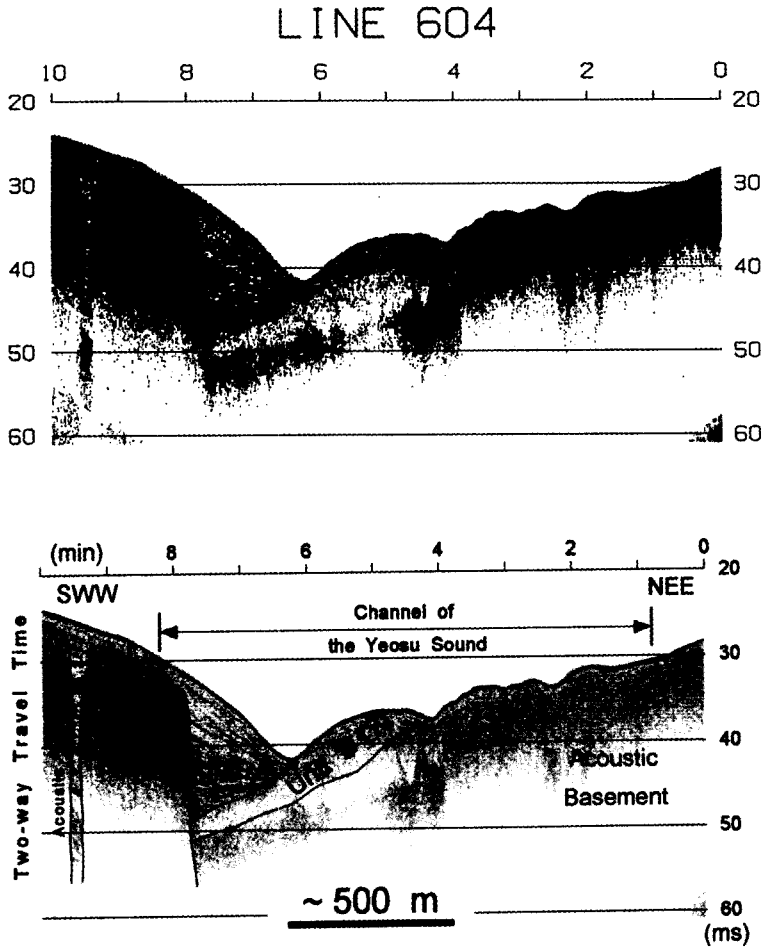 LINE 604
10 8 6 4 2 0
20 20
30 30
40 40
50 50
60 60
(min) 8 6 4 2 0
20
SWW NEE
Channel of
the Yeosu Sound
30
40
Acoustic
Basement
50
Two-way Travel Time
Acoustic
Unit
~ 500 m
60
(ms)